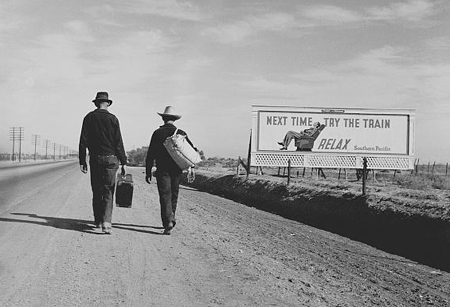 NEXT TIME TRY THE TRAIN
RELAX
Southern Pacific